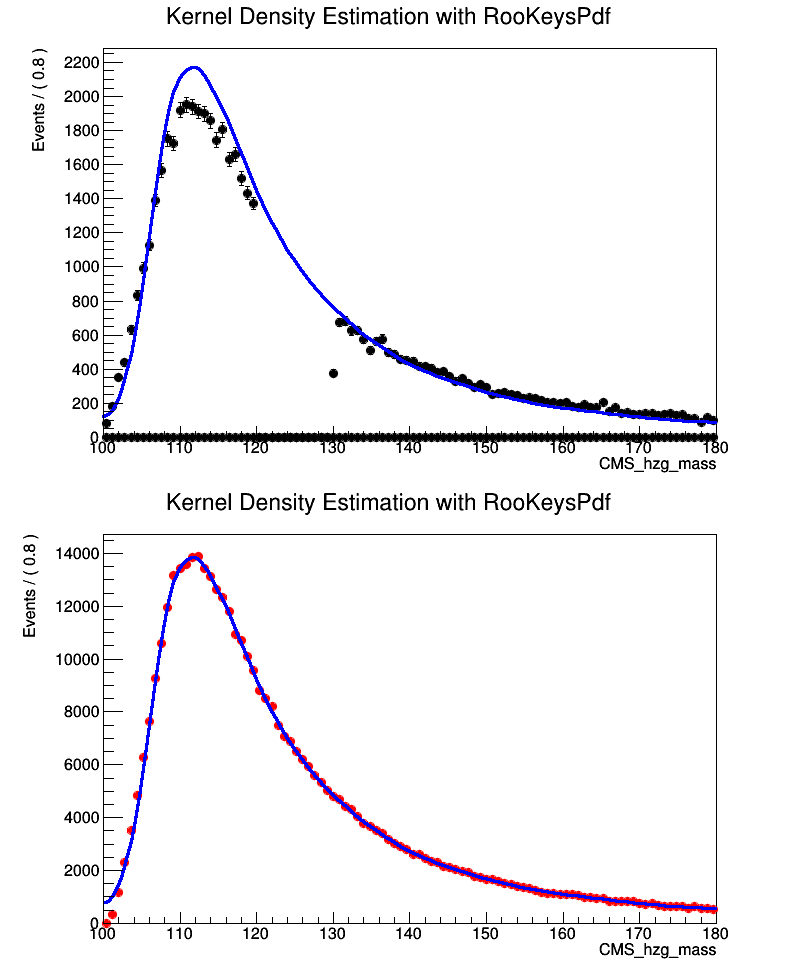 Kernel Density Estimation with RooKeysPdf
Events / ( 0.8 )
2200
2000
1800
1600
1400
1200
1000
800
600
400
200
0
100 110 120 130 140 150 160 170 180
CMS_hzg_mass
Kernel Density Estimation with RooKeysPdf
Events / ( 0.8 )
14000
12000
10000
8000
6000
4000
2000
0
100 110 120 130 140 150 160 170 180
CMS_hzg_mass